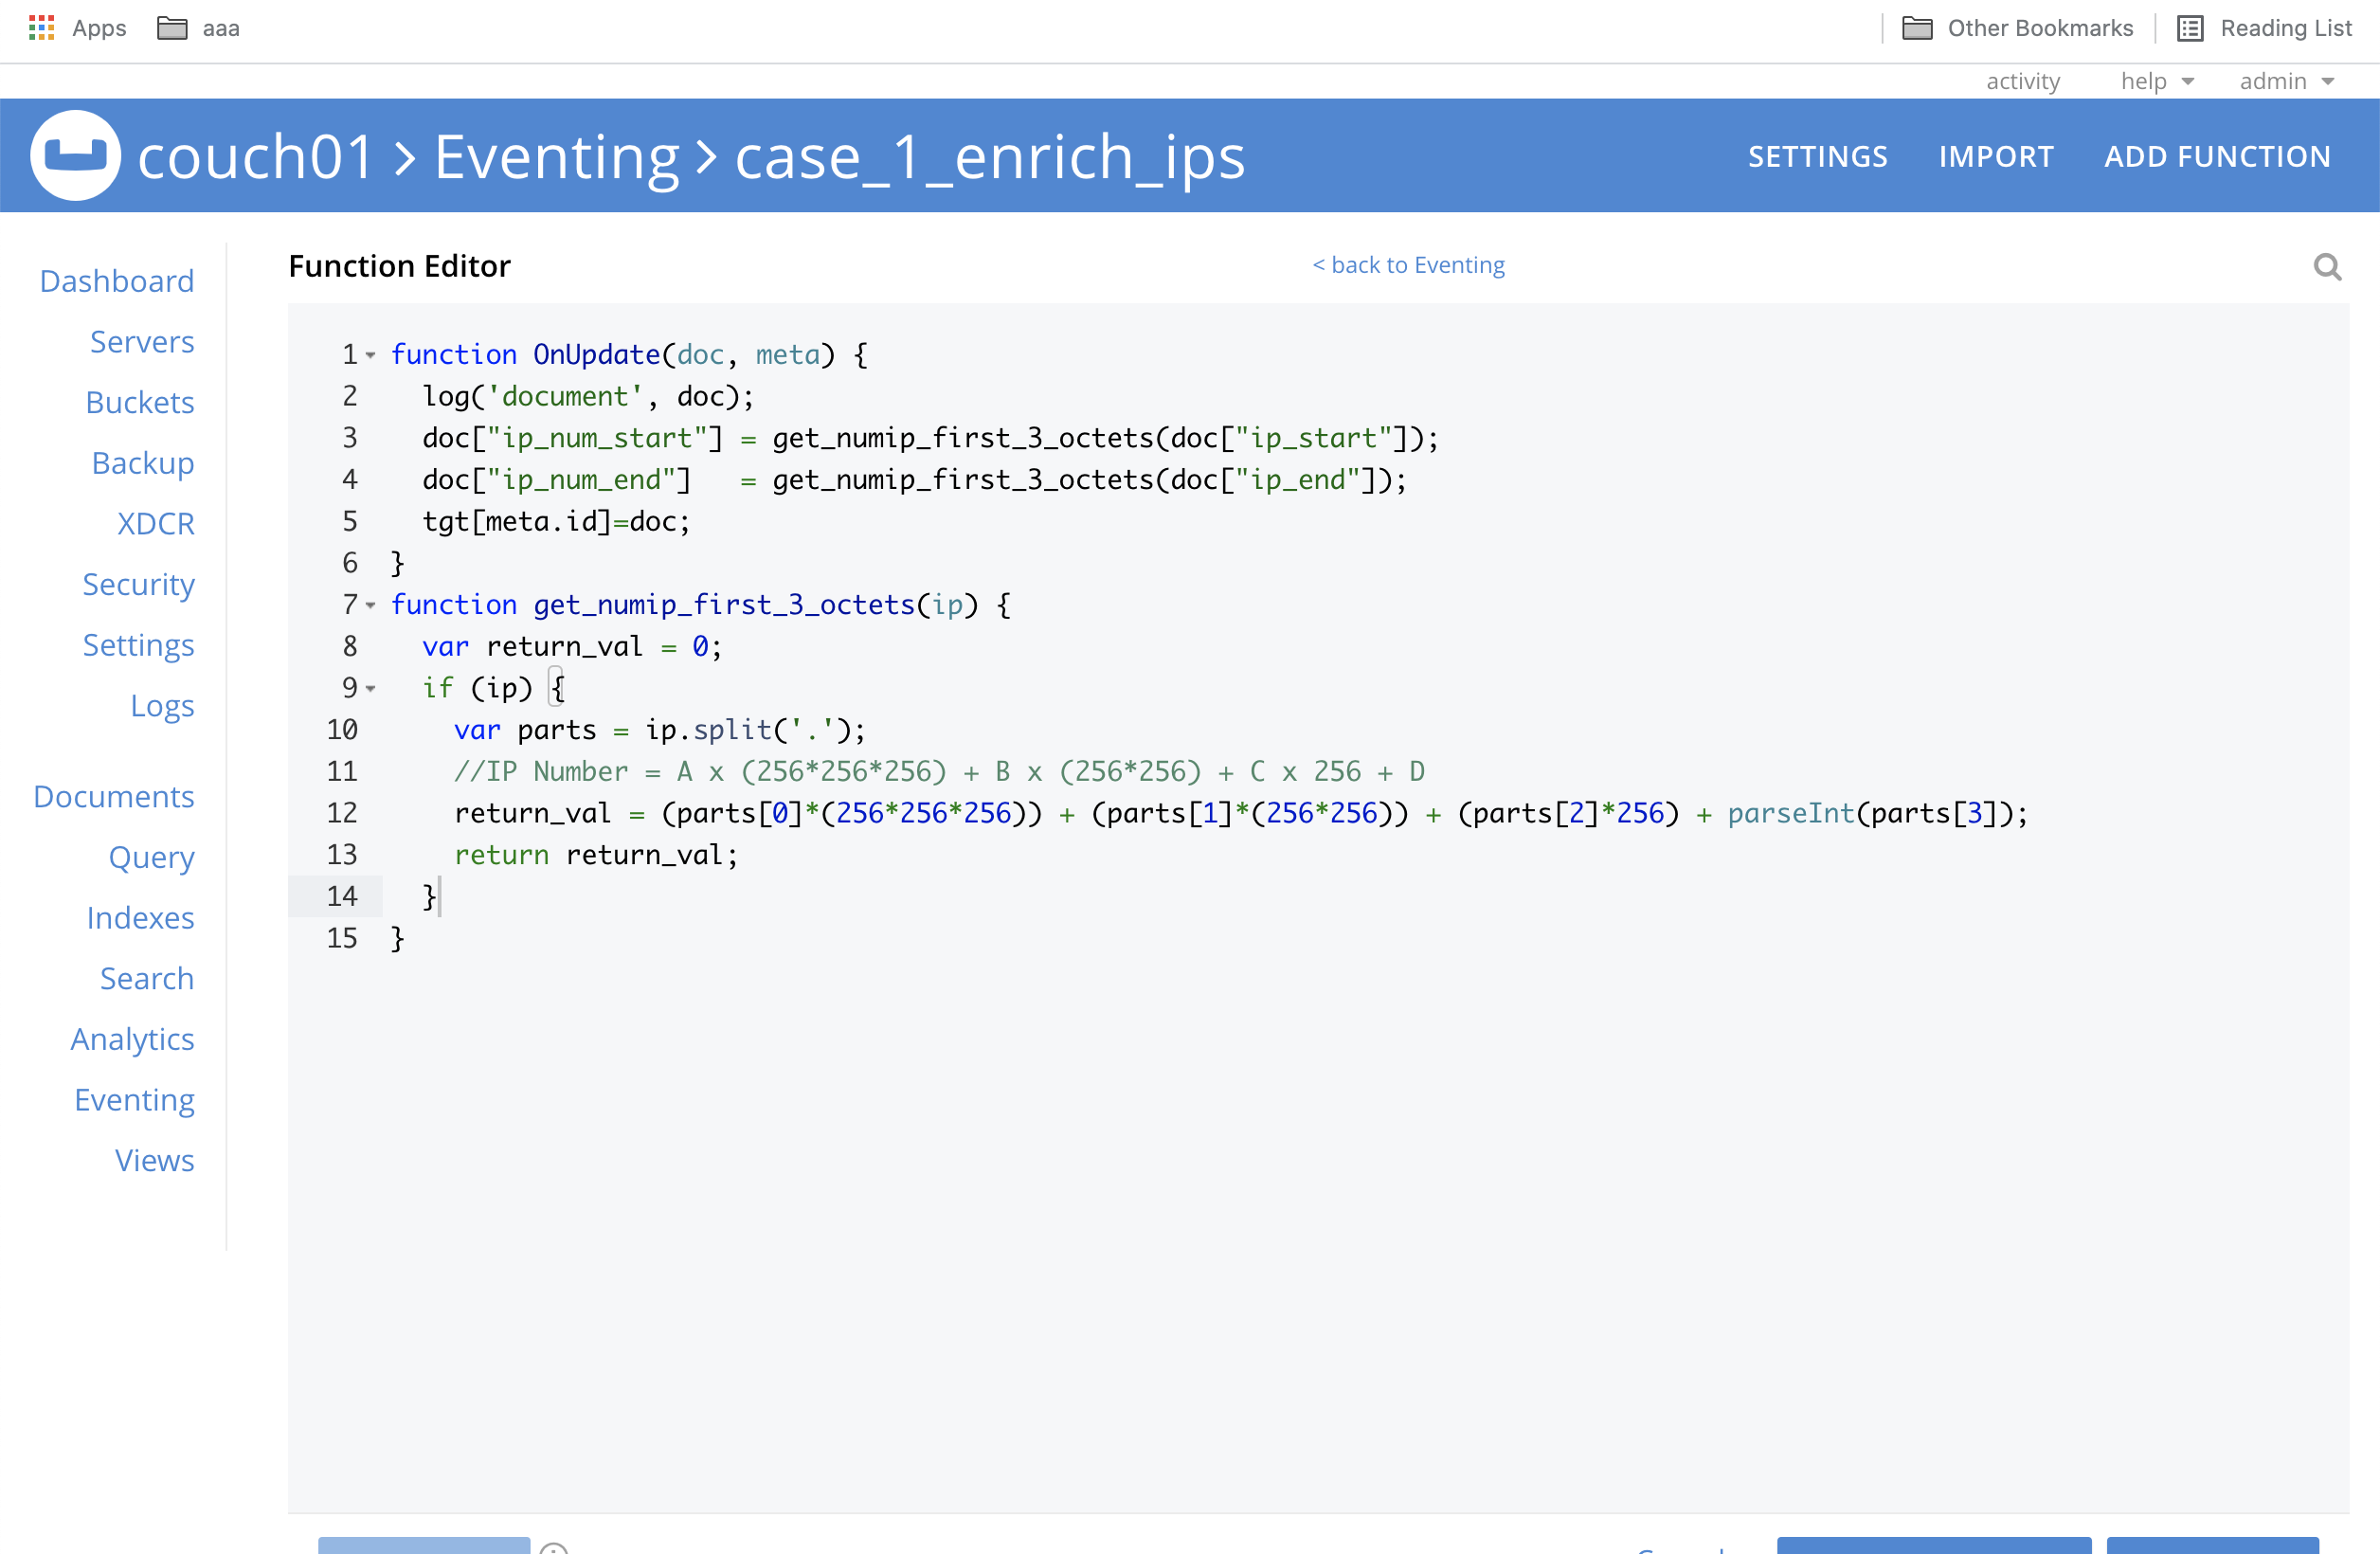 Apps aaa Other Bookmarks Reading List
activity help admin
couch01 > Eventing > case_1_enrich_ips SETTINGS IMPORT ADD FUNCTION
Function Editor < back to Eventing
Dashboard
Servers
Buckets
Backup
XDCR
Security
Settings
Logs
Documents
Query
Indexes
Search
Analytics
Eventing
Views
1 function OnUpdate(doc, meta) {
2   log('document', doc);
3   doc["ip_num_start"] = get_numip_first_3_octets(doc["ip_start"]);
4   doc["ip_num_end"]   = get_numip_first_3_octets(doc["ip_end"]);
5   tgt[meta.id]=doc;
6 }
7 function get_numip_first_3_octets(ip) {
8   var return_val = 0;
9   if (ip) {
10     var parts = ip.split('.');
11     //IP Number = A x (256*256*256) + B x (256*256) + C x 256 + D
12     return_val = (parts[0]*(256*256*256)) + (parts[1]*(256*256)) + (parts[2]*256) + parseInt(parts[3]);
13     return return_val;
14   }
15 }